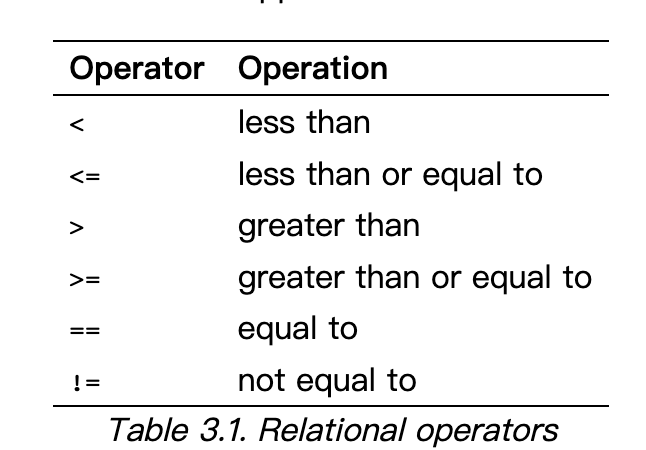 Operator Operation
< less than
<= less than or equal to
> greater than
>= greater than or equal to
== equal to
!= not equal to
Table 3.1. Relational operators